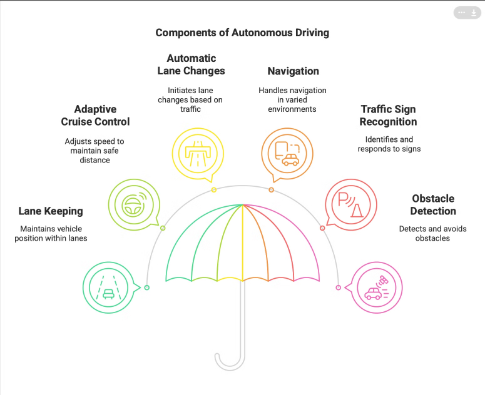 Components of Autonomous Driving
Automatic
Lane Changes
Initiates lane
changes based on
traffic
Navigation
Handles navigation
in varied
environments
Adaptive
Cruise Control
Adjusts speed to
maintain safe
distance
Traffic Sign
Recognition
Identifies and
responds to signs
Lane Keeping
Maintains vehicle
position within lanes
Obstacle
Detection
Detects and avoids
obstacles
P